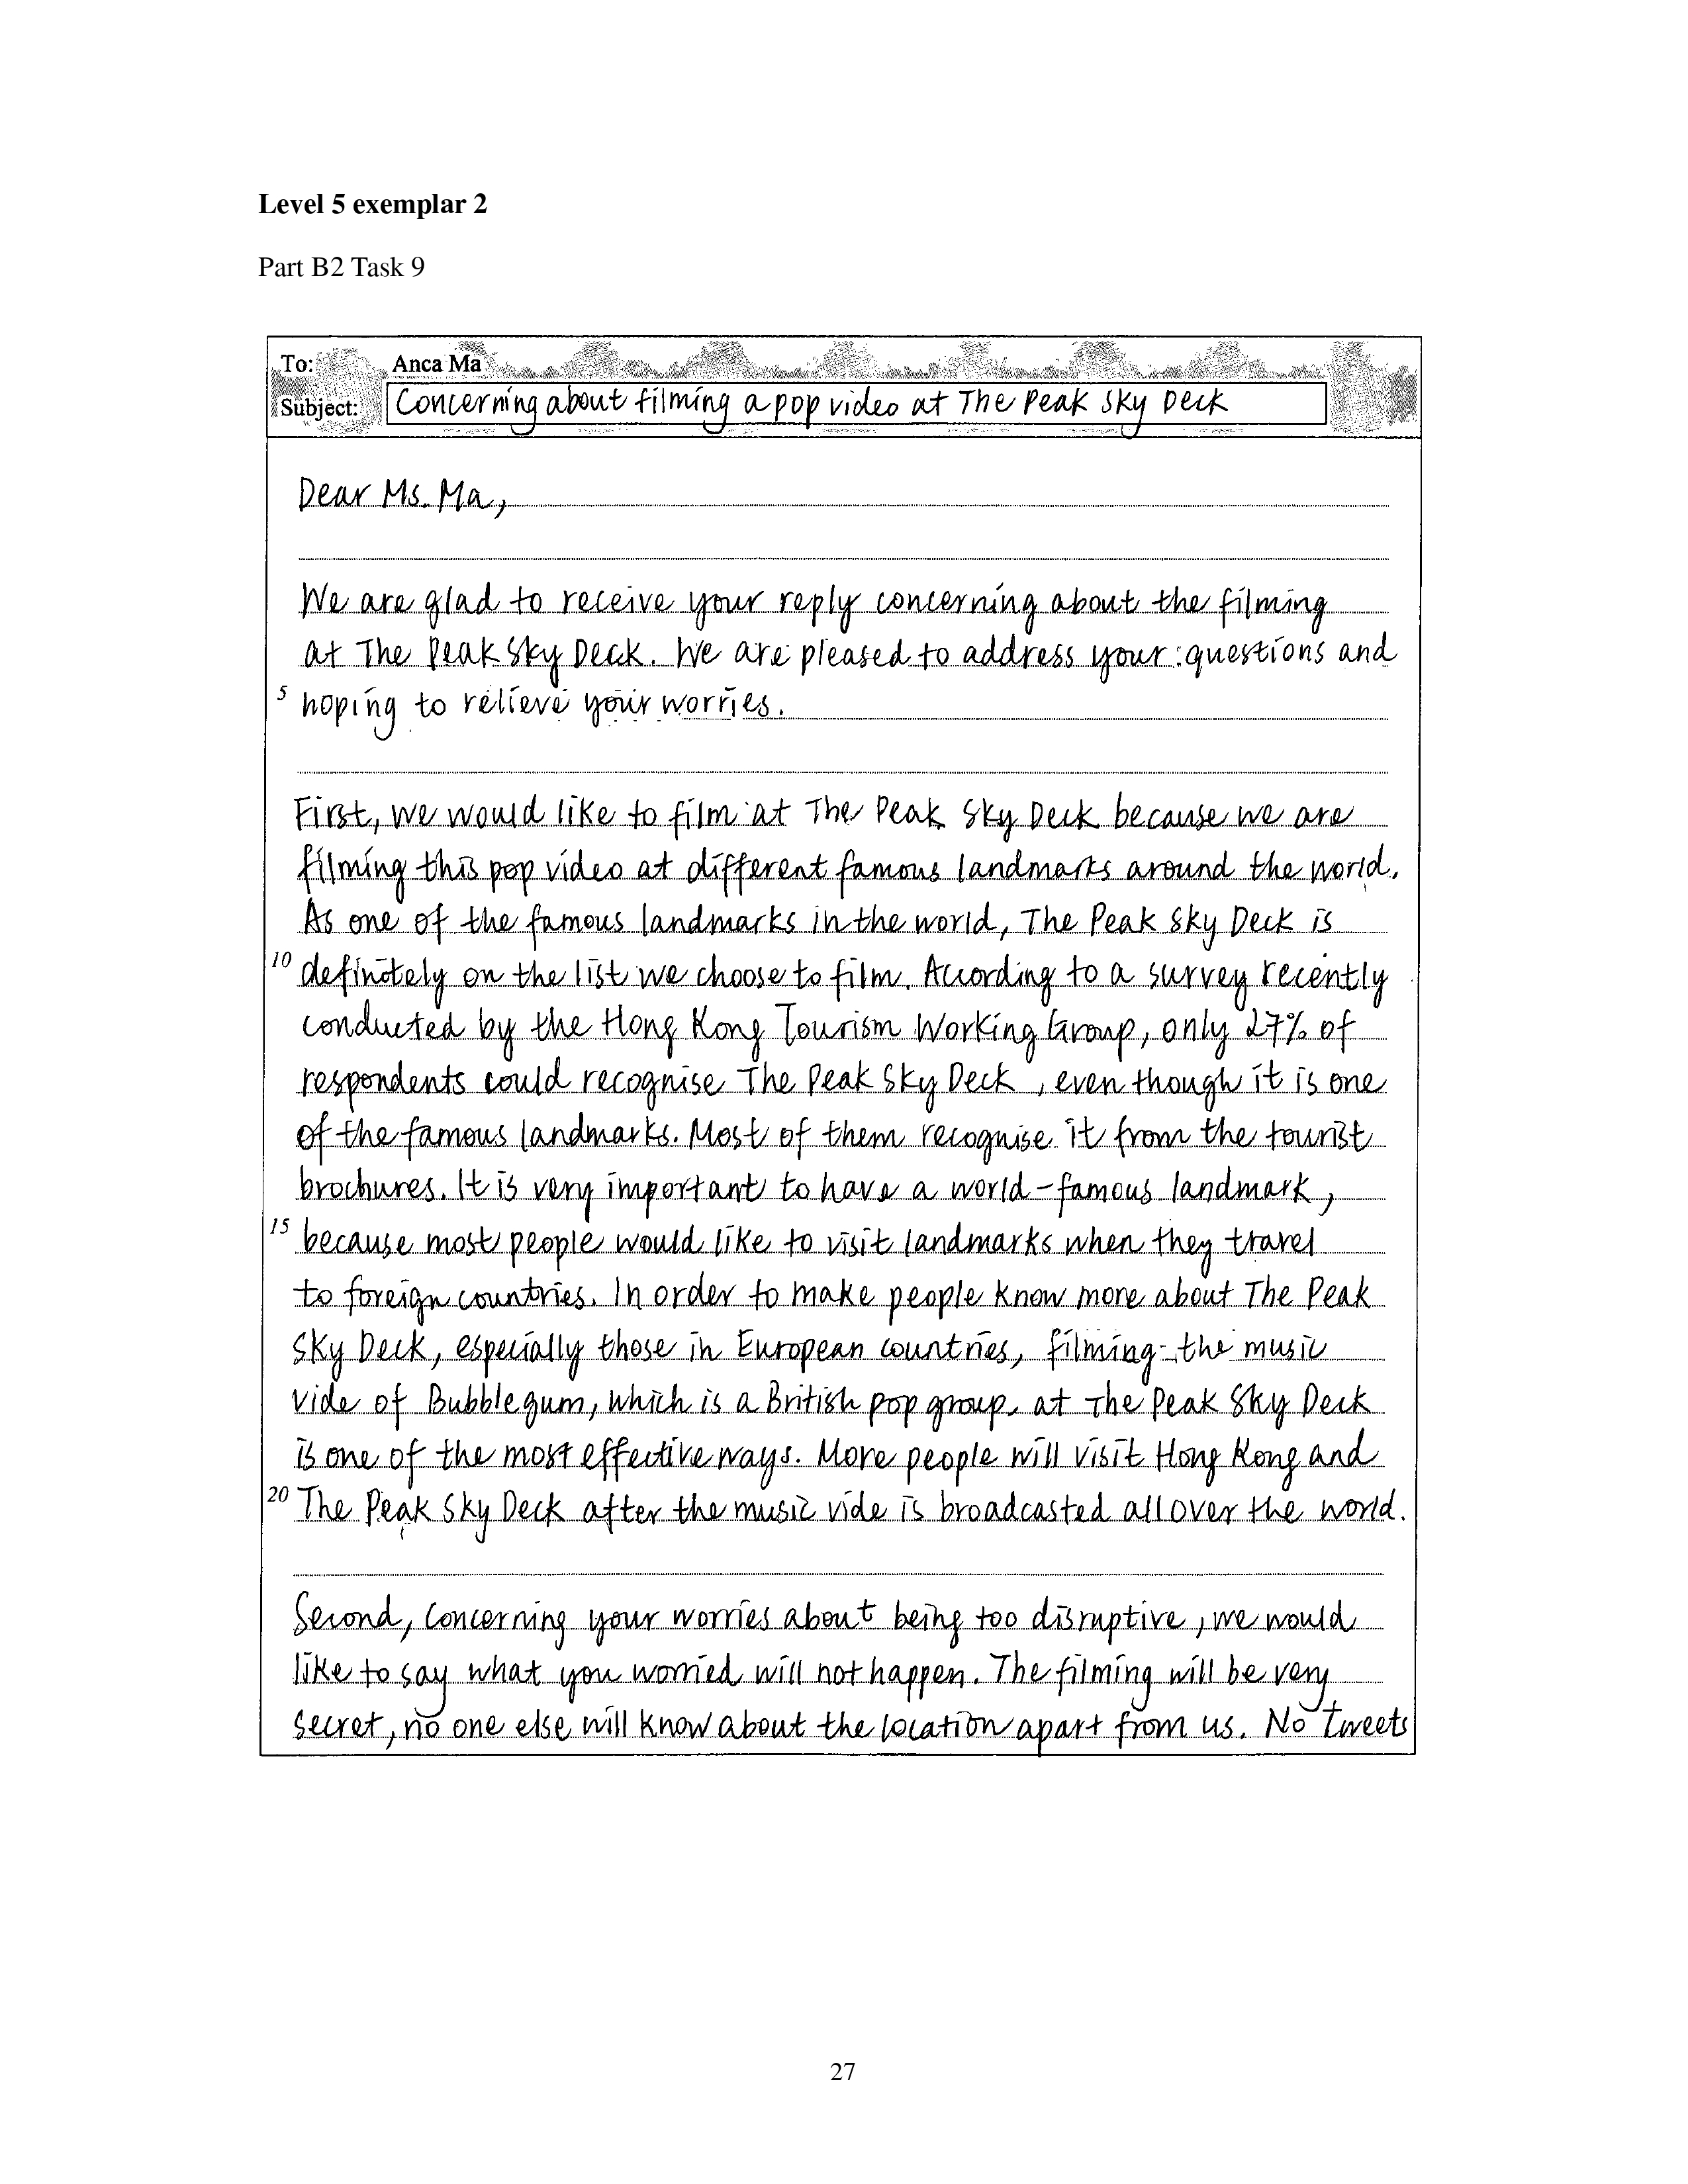 Level 5 exemplar 2
Part B2 Task 9
To: Anca Ma
Subject: Concerning about filming a pop video at The Peak Sky Deck
Dear Ms. Ma,
We are glad to receive your reply concerning about the filming
at The Peak Sky Deck. We are pleased to address your questions and
5 hoping to relieve your worries.
First, we would like to film at The Peak Sky Deck because we are
filming this pop video at different famous landmarks around the world.
As one of the famous landmarks in the world, The Peak Sky Deck is
10 definitely on the list we choose to film. According to a survey recently
conducted by the Hong Kong Tourism Working Group, only 27% of
respondents could recognise The Peak Sky Deck, even though it is one
of the famous landmarks. Most of them recognise it from the tourist
brochures. It is very important to have a world-famous landmark,
15 because most people would like to visit landmarks when they travel
to foreign countries. In order to make people know more about The Peak
Sky Deck, especially those in European countries, filming the music
vide of Bubblegum, which is a British pop group, at The Peak Sky Deck
is one of the most effective ways. More people will visit Hong Kong and
20 The Peak Sky Deck after the music vide is broadcasted all over the world.
Second, concerning your worries about being too disruptive, we would
like to say what you worried will not happen. The filming will be very
secret, no one else will know about the location apart from us. No tweets
27